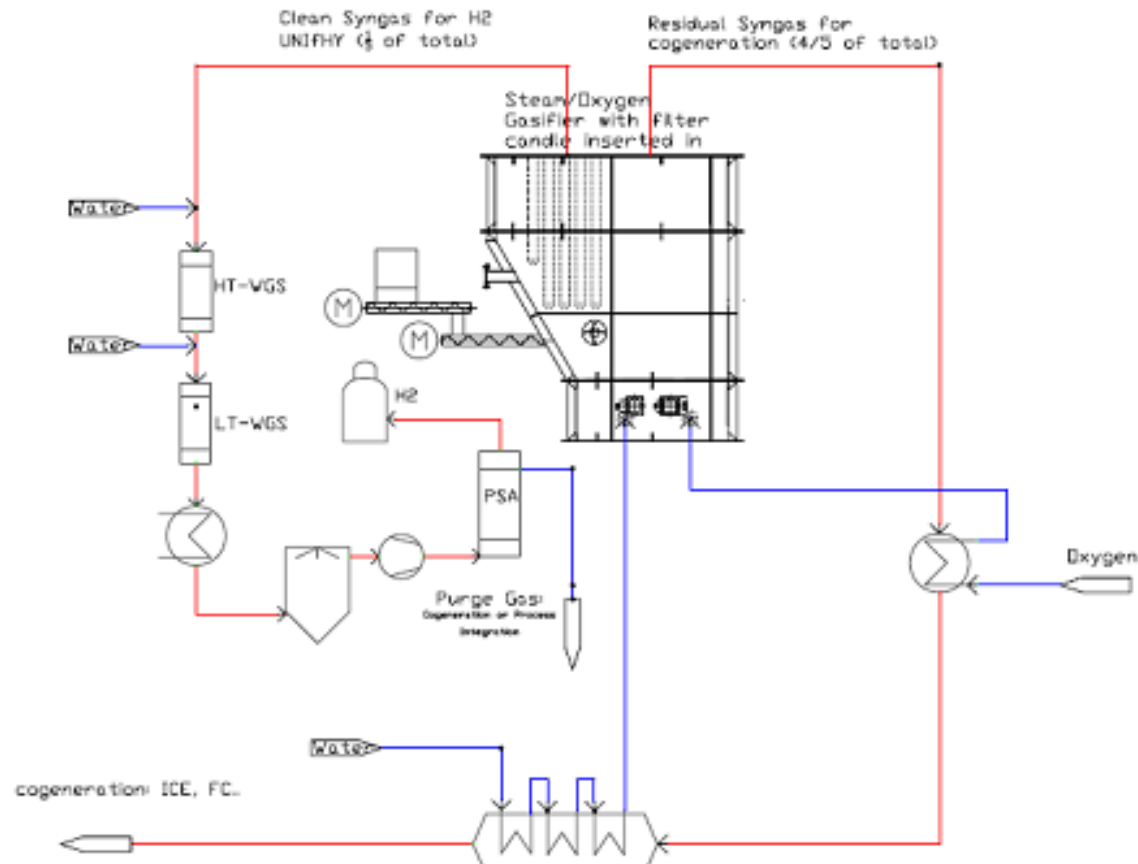 Clean Syngas for H2
UNIfHY (⅕ of total)
Residual Syngas for
cogeneration (4/5 of total)
Steam/Oxygen
Gasifier with filter
candle inserted in
Water
HT-WGS
M
Water
M
H2
LT-WGS
PSA
Oxygen
Purge Gas:
Cogeneration or Process
Integration
Water
cogeneration: ICE, FC..